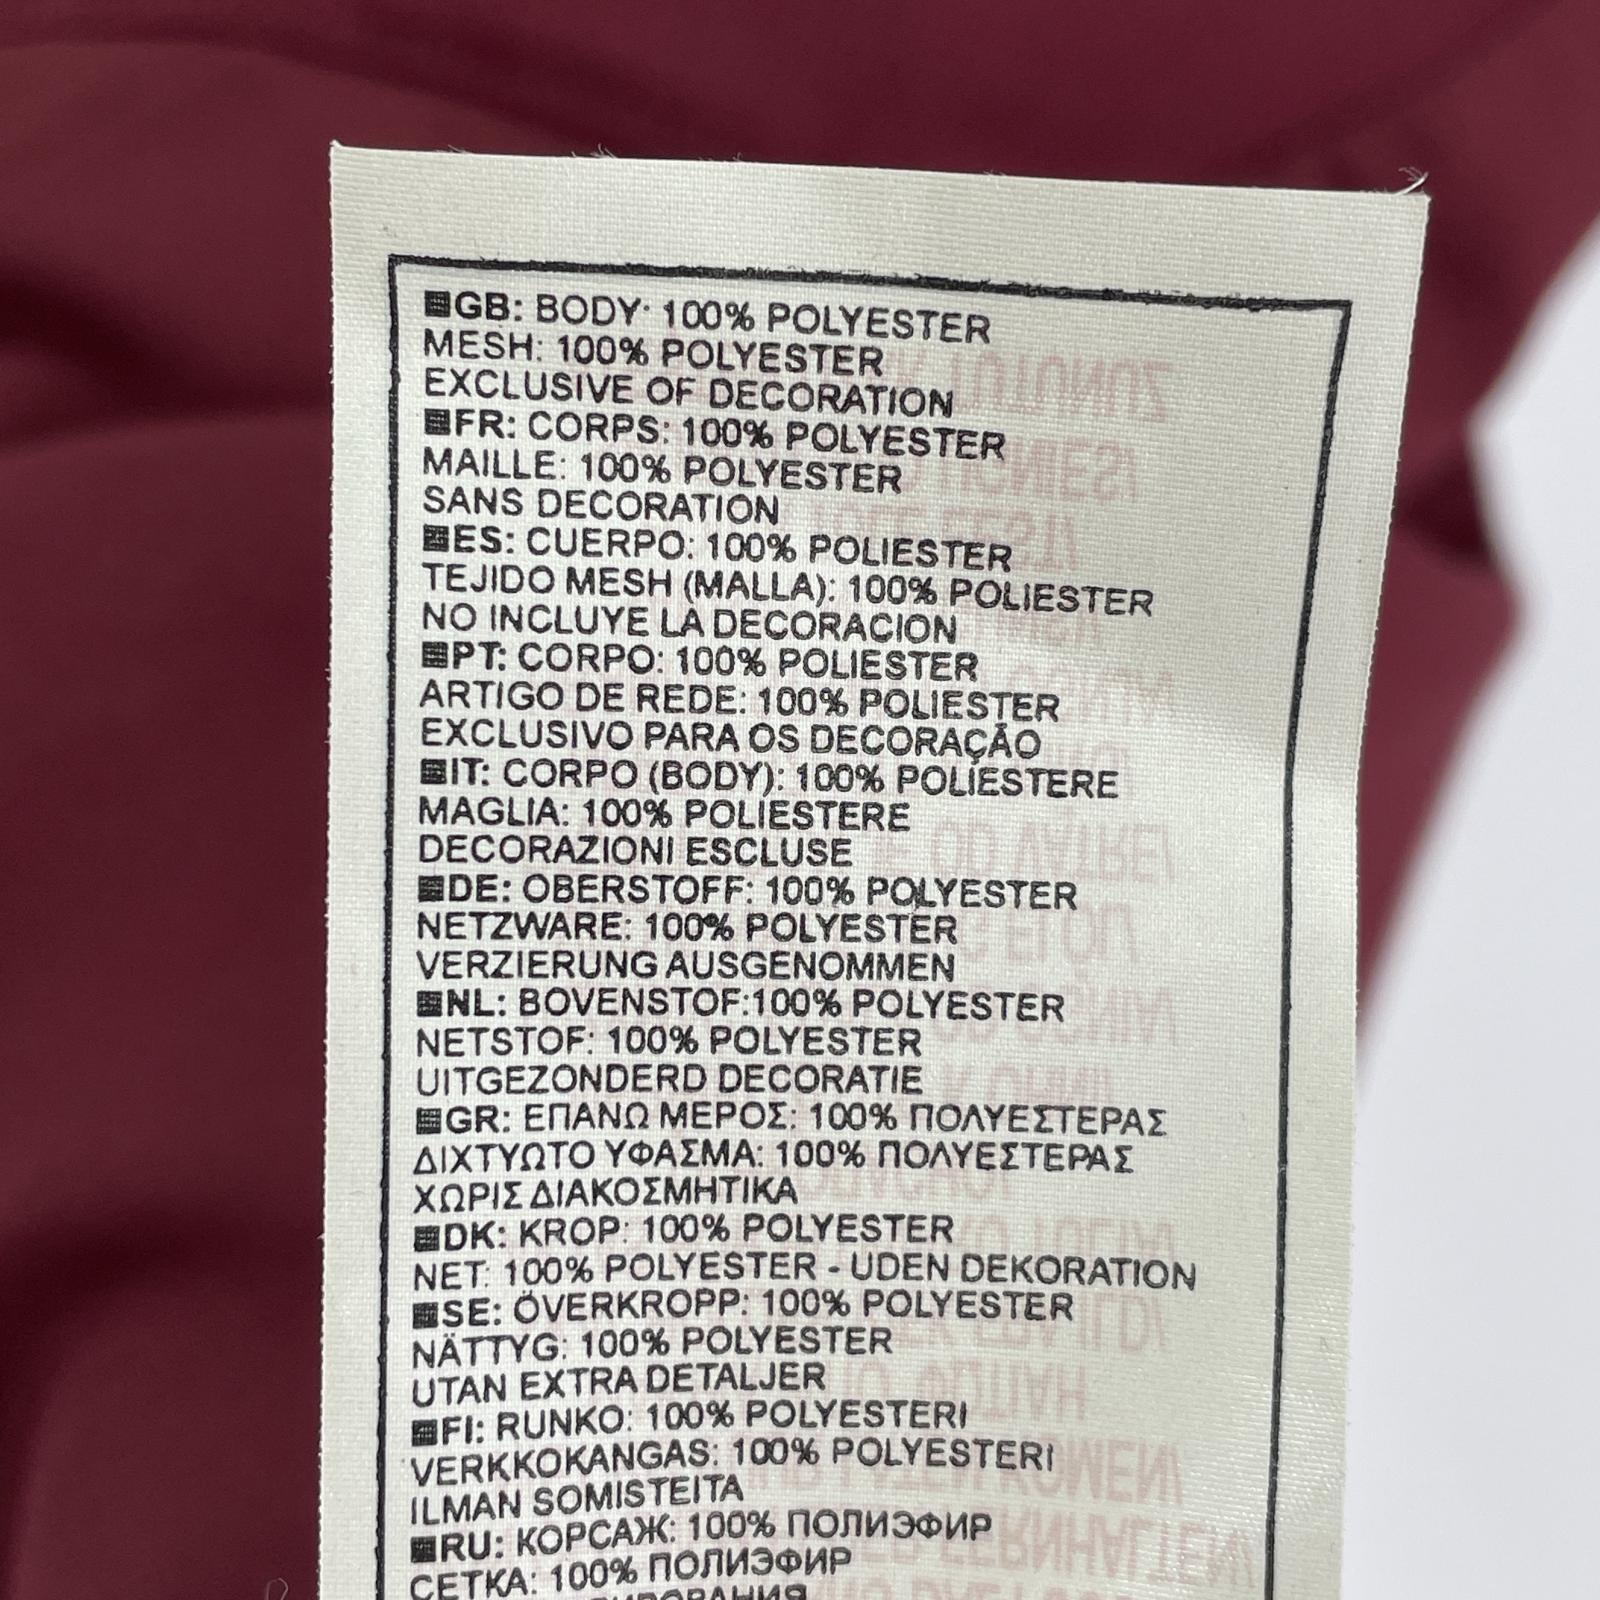 GB: BODY: 100% POLYESTER
MESH: 100% POLYESTER
EXCLUSIVE OF DECORATION
FR: CORPS: 100% POLYESTER
MAILLE: 100% POLYESTER
SANS DECORATION
ES: CUERPO: 100% POLIESTER
TEJIDO MESH (MALLA): 100% POLIESTER
NO INCLUYE LA DECORACION
PT: CORPO: 100% POLIESTER
ARTIGO DE REDE: 100% POLIESTER
EXCLUSIVO PARA OS DECORAÇÃO
IT: CORPO (BODY): 100% POLIESTERE
MAGLIA: 100% POLIESTERE
DECORAZIONI ESCLUSE
DE: OBERSTOFF: 100% POLYESTER
NETZWARE: 100% POLYESTER
VERZIERUNG AUSGENOMMEN
NL: BOVENSTOF:100% POLYESTER
NETSTOF: 100% POLYESTER
UITGEZONDERD DECORATIE
GR: ΕΠΑΝΩ ΜΕΡΟΣ: 100% ΠΟΛΥΕΣΤΕΡΑΣ
ΔΙΧΤΥΩΤΟ ΥΦΑΣΜΑ: 100% ΠΟΛΥΕΣΤΕΡΑΣ
ΧΩΡΙΣ ΔΙΑΚΟΣΜΗΤΙΚΑ
DK: KROP: 100% POLYESTER
NET: 100% POLYESTER - UDEN DEKORATION
SE: ÖVERKROPP: 100% POLYESTER
NÄTTYG: 100% POLYESTER
UTAN EXTRA DETALJER
FI: RUNKO: 100% POLYESTERI
VERKKOKANGAS: 100% POLYESTERI
ILMAN SOMISTEITA
RU: КОРСАЖ: 100% ПОЛИЭФИР
СЕТКА: 100% ПОЛИЭФИР